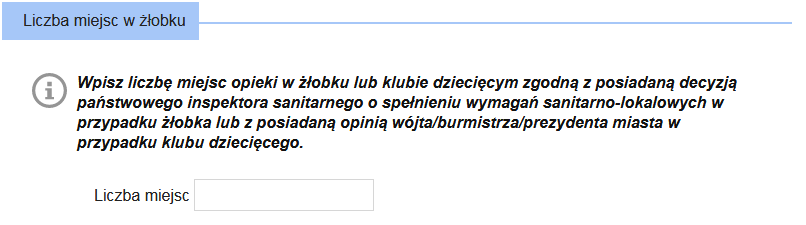 Liczba miejsc w żłobku
Wpisz liczbę miejsc opieki w żłobku lub klubie dziecięcym zgodną z posiadaną decyzją
państwowego inspektora sanitarnego o spełnieniu wymagań sanitarno-lokalowych w
przypadku żłobka lub z posiadaną opinią wójta/burmistrza/prezydenta miasta w
przypadku klubu dziecięcego.
Liczba miejsc